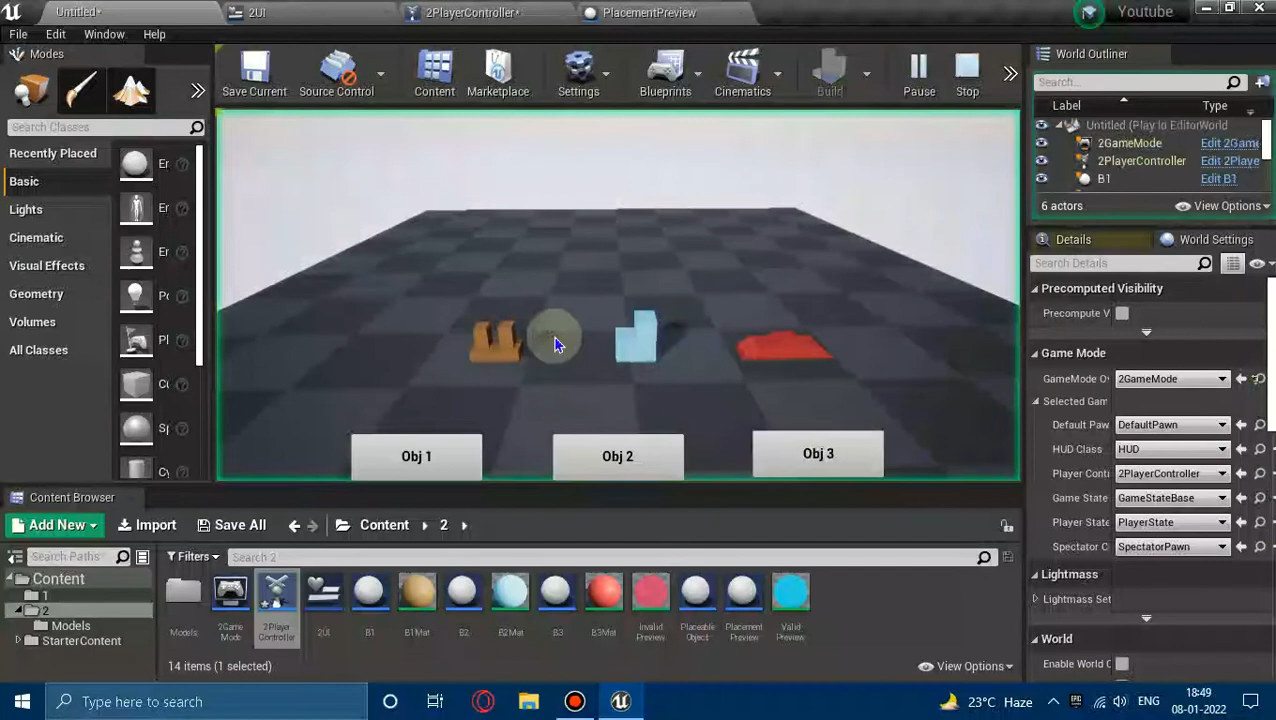 Untitled*
2UI
2PlayerController*
PlacementPreview
Youtube
File Edit Window Help
Modes
Search Classes
Recently Placed
Basic
Lights
Cinematic
Visual Effects
Geometry
Volumes
All Classes
Save Current
Source Control
Content
Marketplace
Settings
Blueprints
Cinematics
Build
Pause
Stop
Obj 1
Obj 2
Obj 3
World Outliner
Search...
Label Type
Untitled (Play In Editor) World
2GameMode Edit 2Game
2PlayerController Edit 2Playe
B1 Edit B1
6 actors
View Options
Details
World Settings
Search Details
Precomputed Visibility
Precompute V
Game Mode
GameMode O 2GameMode
Selected Gam
Default Paw DefaultPawn
HUD Class HUD
Player Contr 2PlayerController
Game State GameStateBase
Player State PlayerState
Spectator C SpectatorPawn
Lightmass
Lightmass Set
World
Enable World C
Content Browser
Add New Import Save All Content 2
Search Paths
Filters Search 2
Content
1
2
Models
StarterContent
Models
2Game Mode
2Player Controller
2UI
B1
B1Mat
B2
B2Mat
B3
B3Mat
Invalid Preview
Placeable Object
Placement Preview
Valid Preview
14 items (1 selected)
View Options
Type here to search
23°C Haze
ENG
18:49
08-01-2022